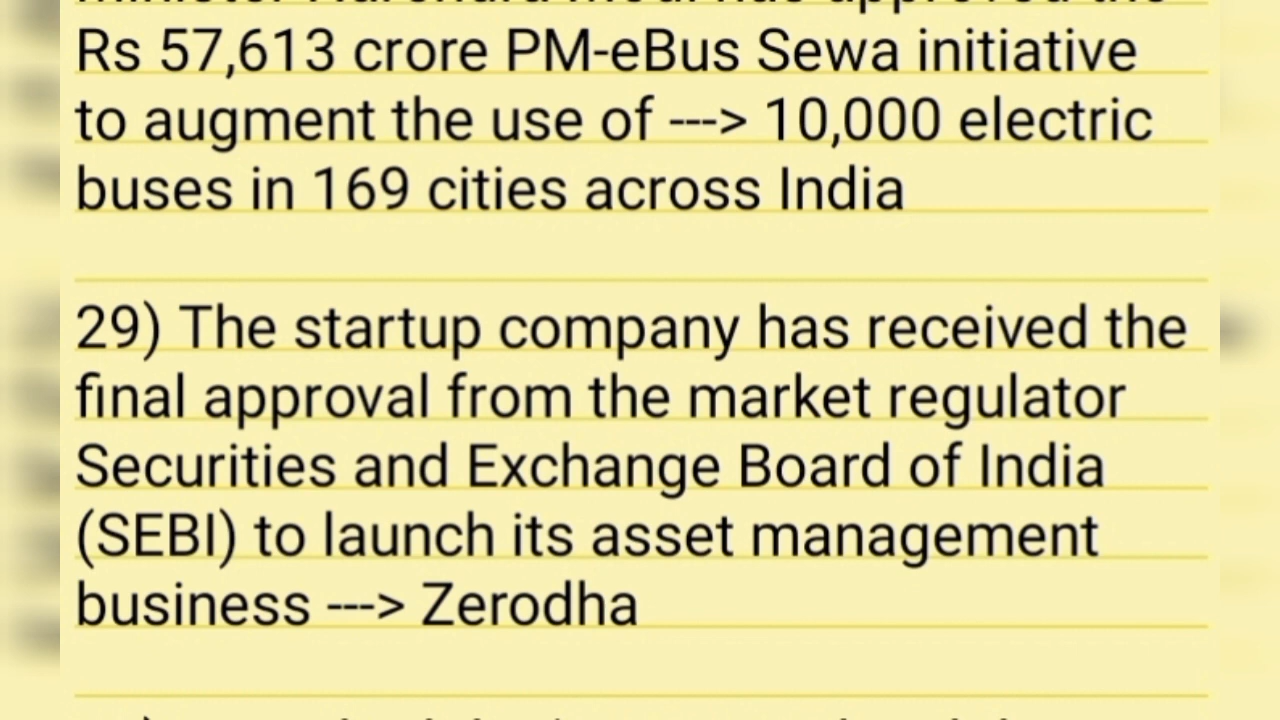 Rs 57,613 crore PM-eBus Sewa initiative
to augment the use of ---> 10,000 electric
buses in 169 cities across India
29) The startup company has received the
final approval from the market regulator
Securities and Exchange Board of India
(SEBI) to launch its asset management
business ---> Zerodha